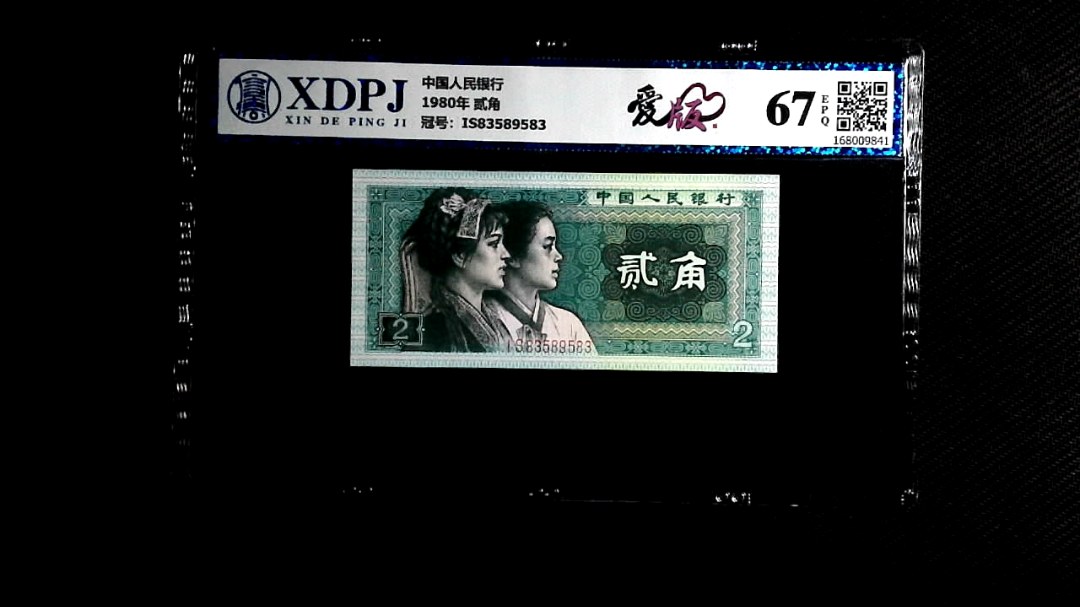 XDPJ
XIN DE PING JI
中国人民银行
1980年 贰角
冠号：IS83589583
爱版
67
EPQ
168009841
中国人民银行
贰角
2
2
IS83589583